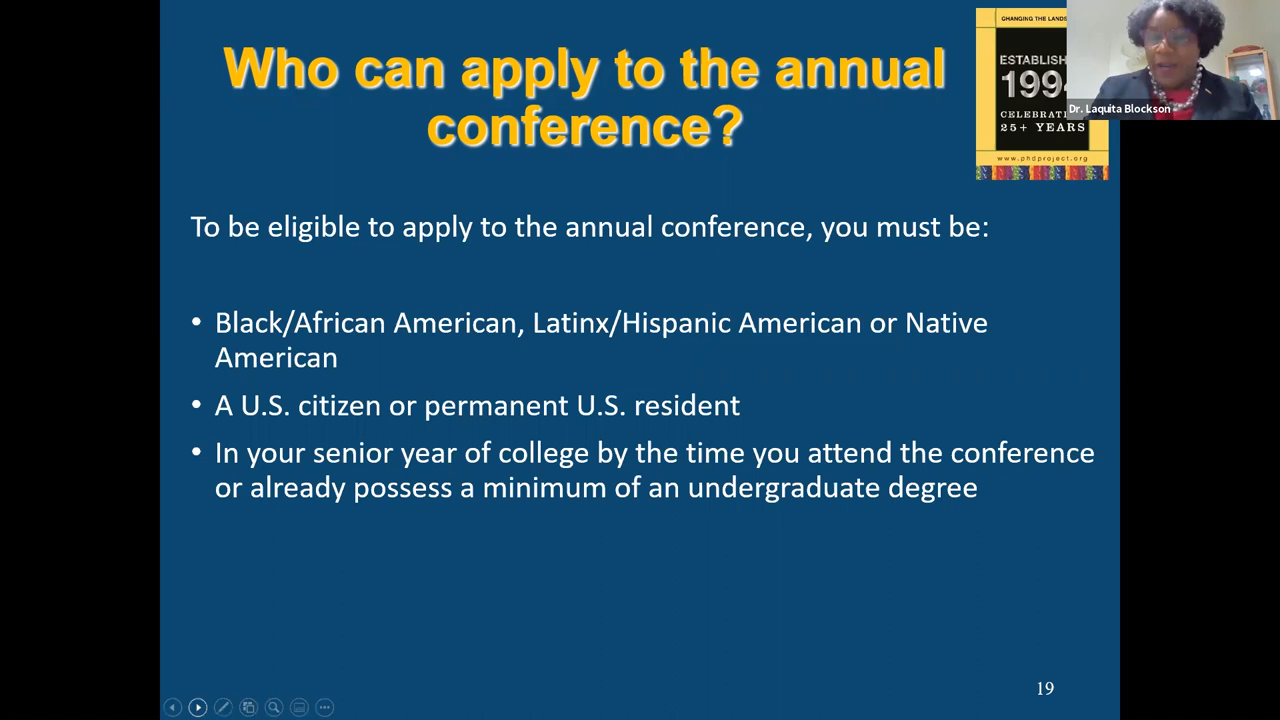 Who can apply to the annual
conference?
CHANGING THE
ESTABLISH
199
CELEBRAT
25+ YEARS
www.phdproject.org
Dr. Laquita Blockson
To be eligible to apply to the annual conference, you must be:
• Black/African American, Latinx/Hispanic American or Native
American
• A U.S. citizen or permanent U.S. resident
• In your senior year of college by the time you attend the conference
or already possess a minimum of an undergraduate degree
19